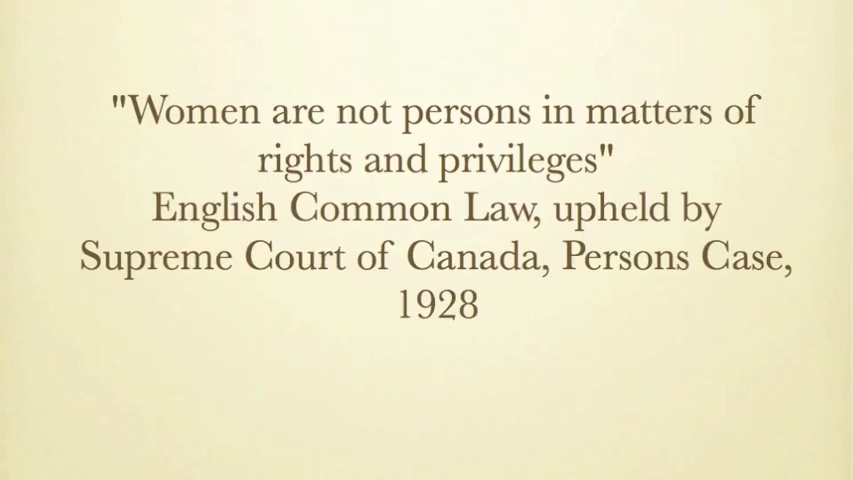 "Women are not persons in matters of
rights and privileges"
English Common Law, upheld by
Supreme Court of Canada, Persons Case,
1928